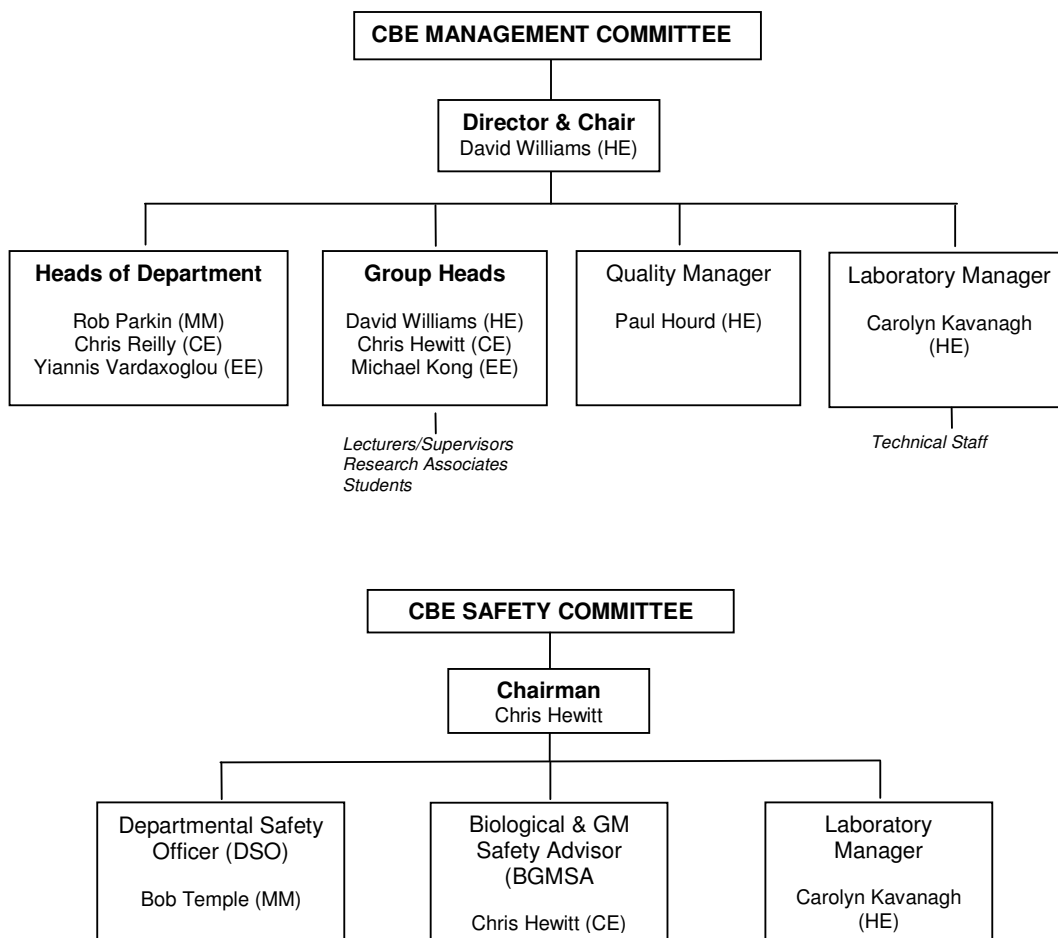 CBE MANAGEMENT COMMITTEE
Director & Chair
David Williams (HE)
Heads of Department
Rob Parkin (MM)
Chris Reilly (CE)
Yiannis Vardaxoglou (EE)
Group Heads
David Williams (HE)
Chris Hewitt (CE)
Michael Kong (EE)
Lecturers/Supervisors
Research Associates
Students
Quality Manager
Paul Hourd (HE)
Laboratory Manager
Carolyn Kavanagh
(HE)
Technical Staff
CBE SAFETY COMMITTEE
Chairman
Chris Hewitt
Departmental Safety
Officer (DSO)
Bob Temple (MM)
Biological & GM
Safety Advisor
(BGMSA
Chris Hewitt (CE)
Laboratory
Manager
Carolyn Kavanagh
(HE)